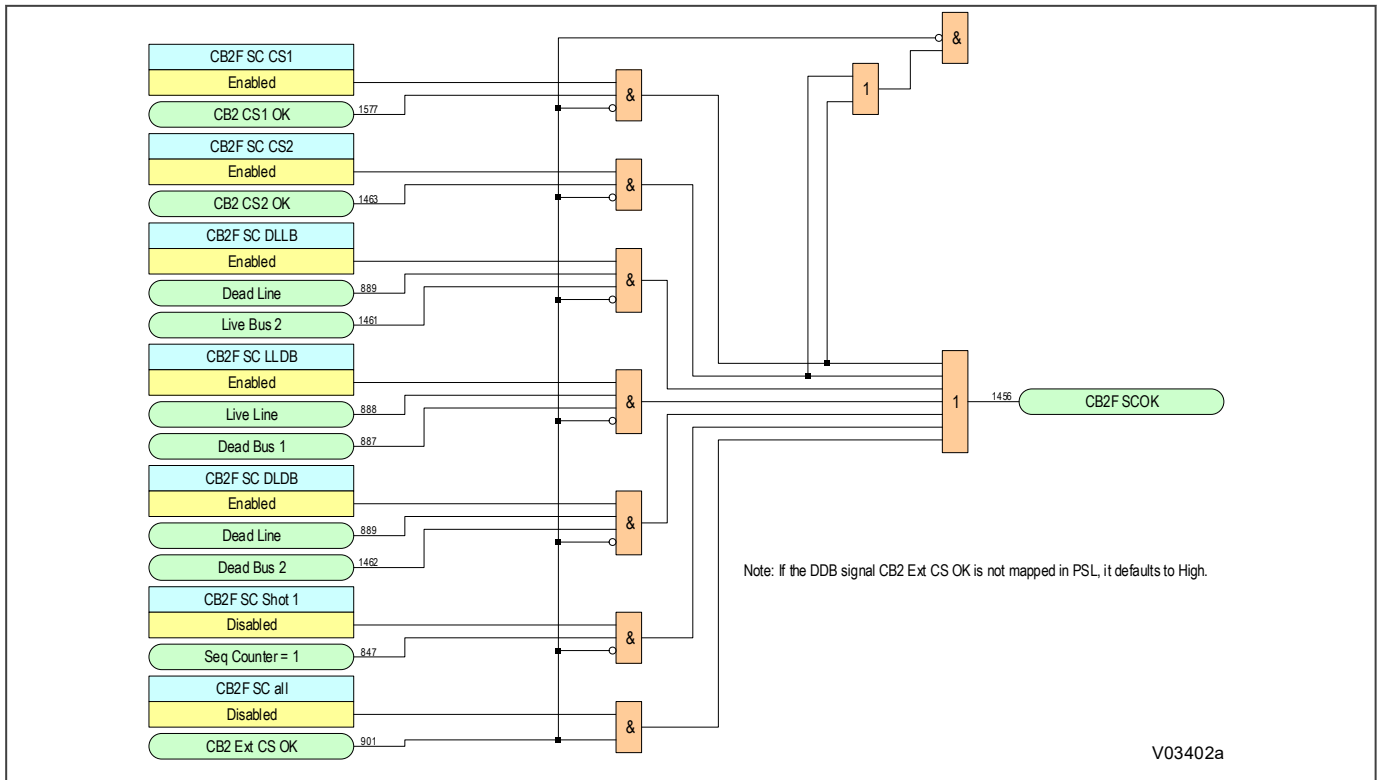 &
CB2F SC CS1
Enabled
CB2 CS1 OK
1577
&
1
CB2F SC CS2
Enabled
CB2 CS2 OK
1463
&
CB2F SC DLLB
Enabled
Dead Line
889
Live Bus 2
1461
&
CB2F SC LLDB
Enabled
Live Line
888
Dead Bus 1
887
&
1
1456
CB2F SCOK
CB2F SC DLDB
Enabled
Dead Line
889
Dead Bus 2
1462
&
Note: If the DDB signal CB2 Ext CS OK is not mapped in PSL, it defaults to High.
CB2F SC Shot 1
Disabled
Seq Counter = 1
847
&
CB2F SC all
Disabled
CB2 Ext CS OK
901
&
V03402a